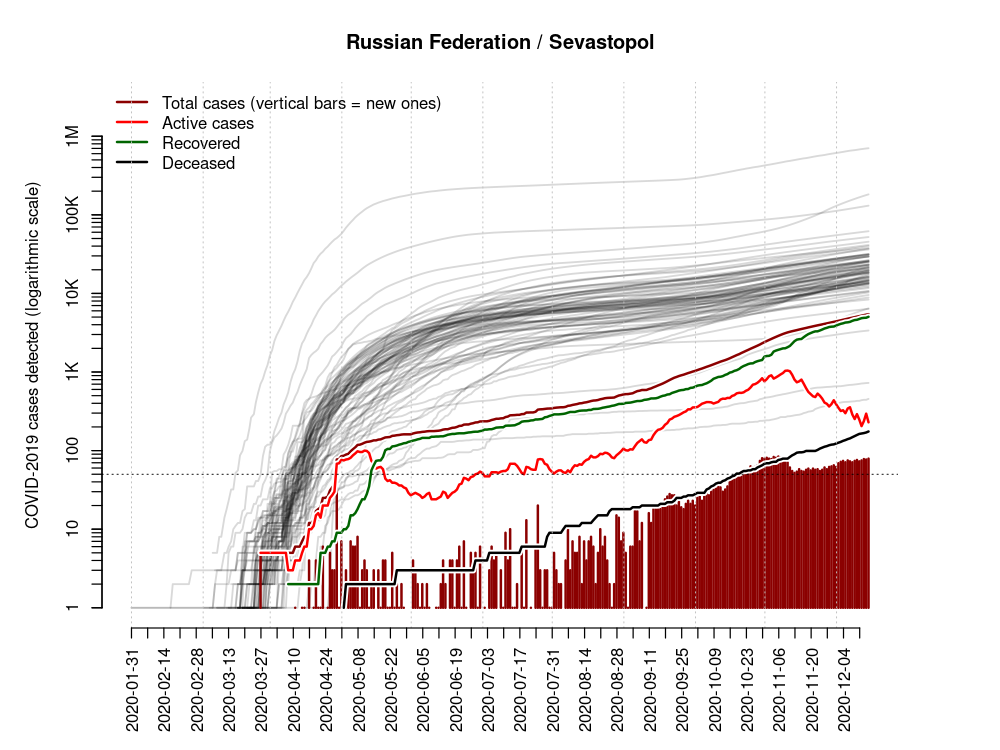 Russian Federation / Sevastopol
Total cases (vertical bars = new ones)
Active cases
Recovered
Deceased
COVID-2019 cases detected (logarithmic scale)
1M
100K
10K
1K
100
10
1
2020-01-31
2020-02-14
2020-02-28
2020-03-13
2020-03-27
2020-04-10
2020-04-24
2020-05-08
2020-05-22
2020-06-05
2020-06-19
2020-07-03
2020-07-17
2020-07-31
2020-08-14
2020-08-28
2020-09-11
2020-09-25
2020-10-09
2020-10-23
2020-11-06
2020-11-20
2020-12-04